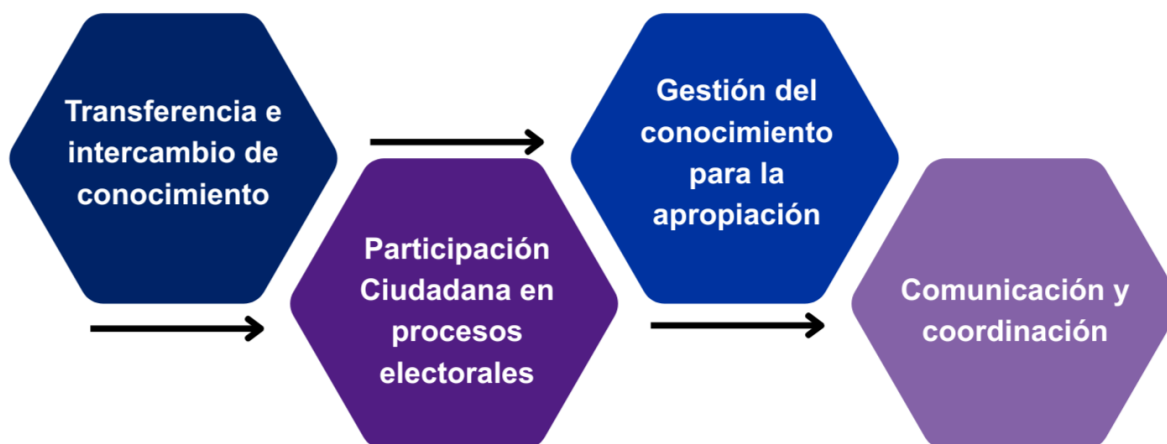 Transferencia e
intercambio de
conocimiento
Participación
Ciudadana en
procesos
electorales
Gestión del
conocimiento
para la
apropiación
Comunicación y
coordinación